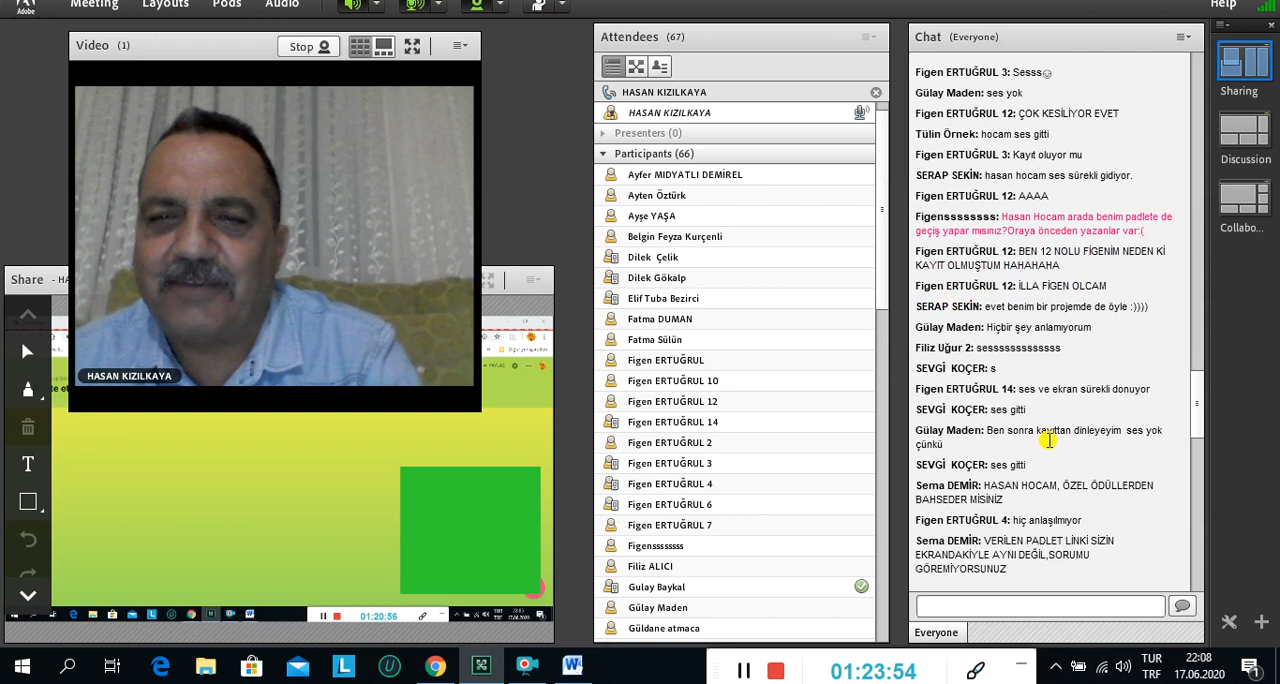 Adobe
Meeting Layouts Pods Audio Help
Video (1) Stop
HASAN KIZILKAYA
Share - HA
01:20:56
TUR
17.06.2020
Attendees (67)
HASAN KIZILKAYA
HASAN KIZILKAYA
Presenters (0)
Participants (66)
Ayfer MIDYATLI DEMİREL
Ayten Öztürk
Ayşe YAŞA
Belgin Feyza Kurçenli
Dilek Çelik
Dilek Gökalp
Elif Tuba Bezirci
Fatma DUMAN
Fatma Sülün
Figen ERTUĞRUL
Figen ERTUĞRUL 10
Figen ERTUĞRUL 12
Figen ERTUĞRUL 14
Figen ERTUĞRUL 2
Figen ERTUĞRUL 3
Figen ERTUĞRUL 4
Figen ERTUĞRUL 6
Figen ERTUĞRUL 7
Figenssssssss
Filiz ALICI
Gulay Baykal
Gülay Maden
Güldane atmaca
Chat (Everyone)
Figen ERTUĞRUL 3: Sesss☺
Gülay Maden: ses yok
Figen ERTUĞRUL 12: ÇOK KESİLİYOR EVET
Tülin Örnek: hocam ses gitti
Figen ERTUĞRUL 3: Kayıt oluyor mu
SERAP SEKİN: hasan hocam ses sürekli gidiyor.
Figen ERTUĞRUL 12: AAAA
Figenssssssss: Hasan Hocam arada benim padlete de
geçiş yapar mısınız?Oraya önceden yazanlar var:(
Figen ERTUĞRUL 12: BEN 12 NOLU FİGENİM NEDEN Kİ
KAYIT OLMUŞTUM HAHAHAHA
Figen ERTUĞRUL 12: İLLA FİGEN OLCAM
SERAP SEKİN: evet benim bir projemde de öyle :))))
Gülay Maden: Hiçbir şey anlamıyorum
Filiz Uğur 2: sesssssssssssss
SEVGİ KOÇER: s
Figen ERTUĞRUL 14: ses ve ekran sürekli donuyor
SEVGİ KOÇER: ses gitti
Gülay Maden: Ben sonra kayıttan dinleyeyim ses yok
çünkü
SEVGİ KOÇER: ses gitti
Sema DEMİR: HASAN HOCAM, ÖZEL ÖDÜLLERDEN
BAHSEDER MİSİNİZ
Figen ERTUĞRUL 4: hiç anlaşılmıyor
Sema DEMİR: VERİLEN PADLET LİNKİ SİZİN
EKRANDAKİYLE AYNI DEĞİL,SORUMU
GÖREMİYORSUNUZ
Everyone
Sharing
Discussion
Collabo...
01:23:54
TUR
TRF
22:08
17.06.2020
1